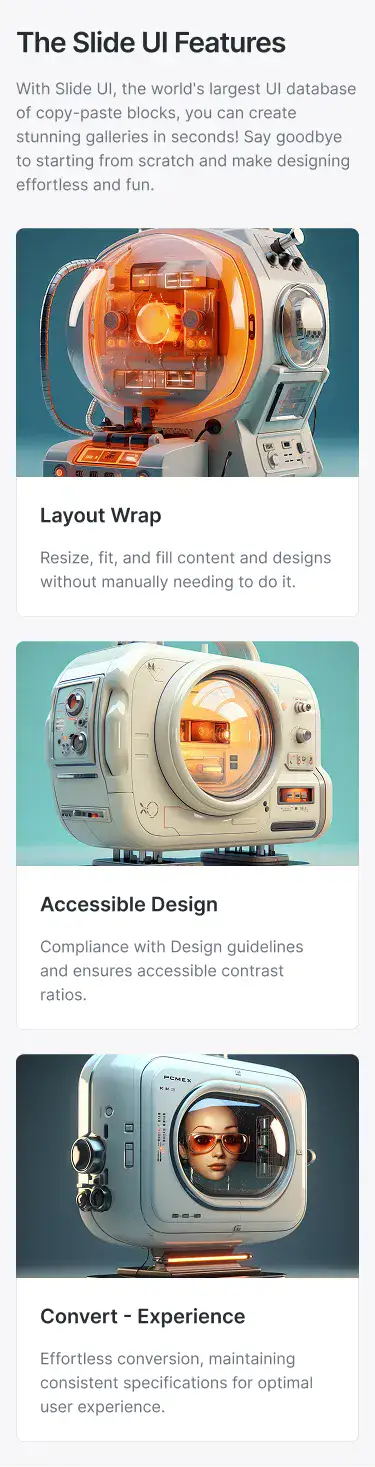 The Slide UI Features
With Slide UI, the world's largest UI database
of copy-paste blocks, you can create
stunning galleries in seconds! Say goodbye
to starting from scratch and make designing
effortless and fun.
Layout Wrap
Resize, fit, and fill content and designs
without manually needing to do it.
Accessible Design
Compliance with Design guidelines
and ensures accessible contrast
ratios.
PCMEX
Convert - Experience
Effortless conversion, maintaining
consistent specifications for optimal
user experience.